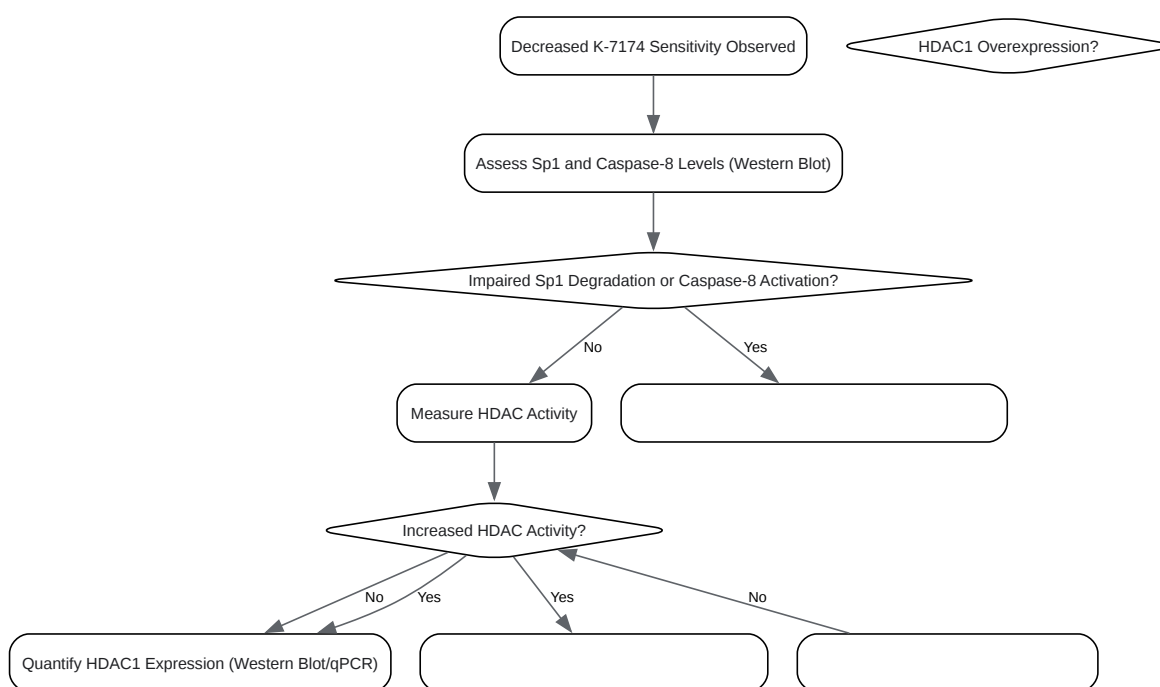 Decreased K-7174 Sensitivity Observed
HDAC1 Overexpression?
Assess Sp1 and Caspase-8 Levels (Western Blot)
Impaired Sp1 Degradation or Caspase-8 Activation?
No
Yes
Measure HDAC Activity
Increased HDAC Activity?
No
Yes
Yes
No
Quantify HDAC1 Expression (Western Blot/qPCR)